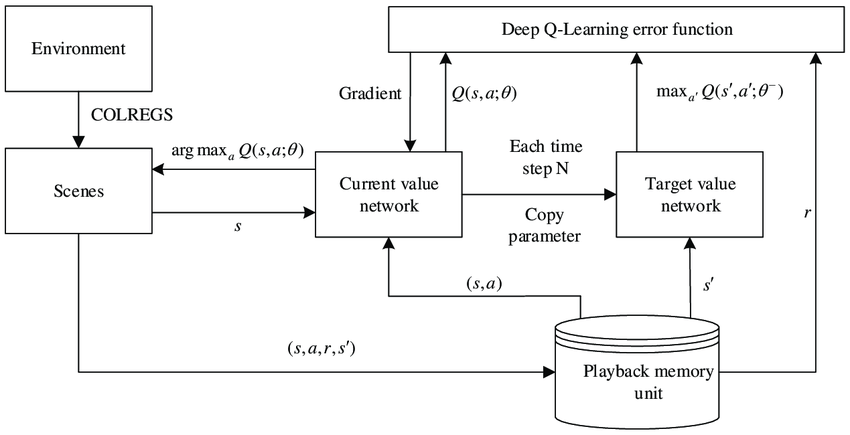 Environment
Deep Q-Learning error function
Gradient
Q(s,a;θ)
max_a′ Q(s′,a′;θ⁻)
COLREGS
arg max_a Q(s,a;θ)
Each time
step N
Scenes
Current value
network
Target value
network
s
Copy
parameter
r
(s,a)
s′
(s,a,r,s′)
Playback memory
unit